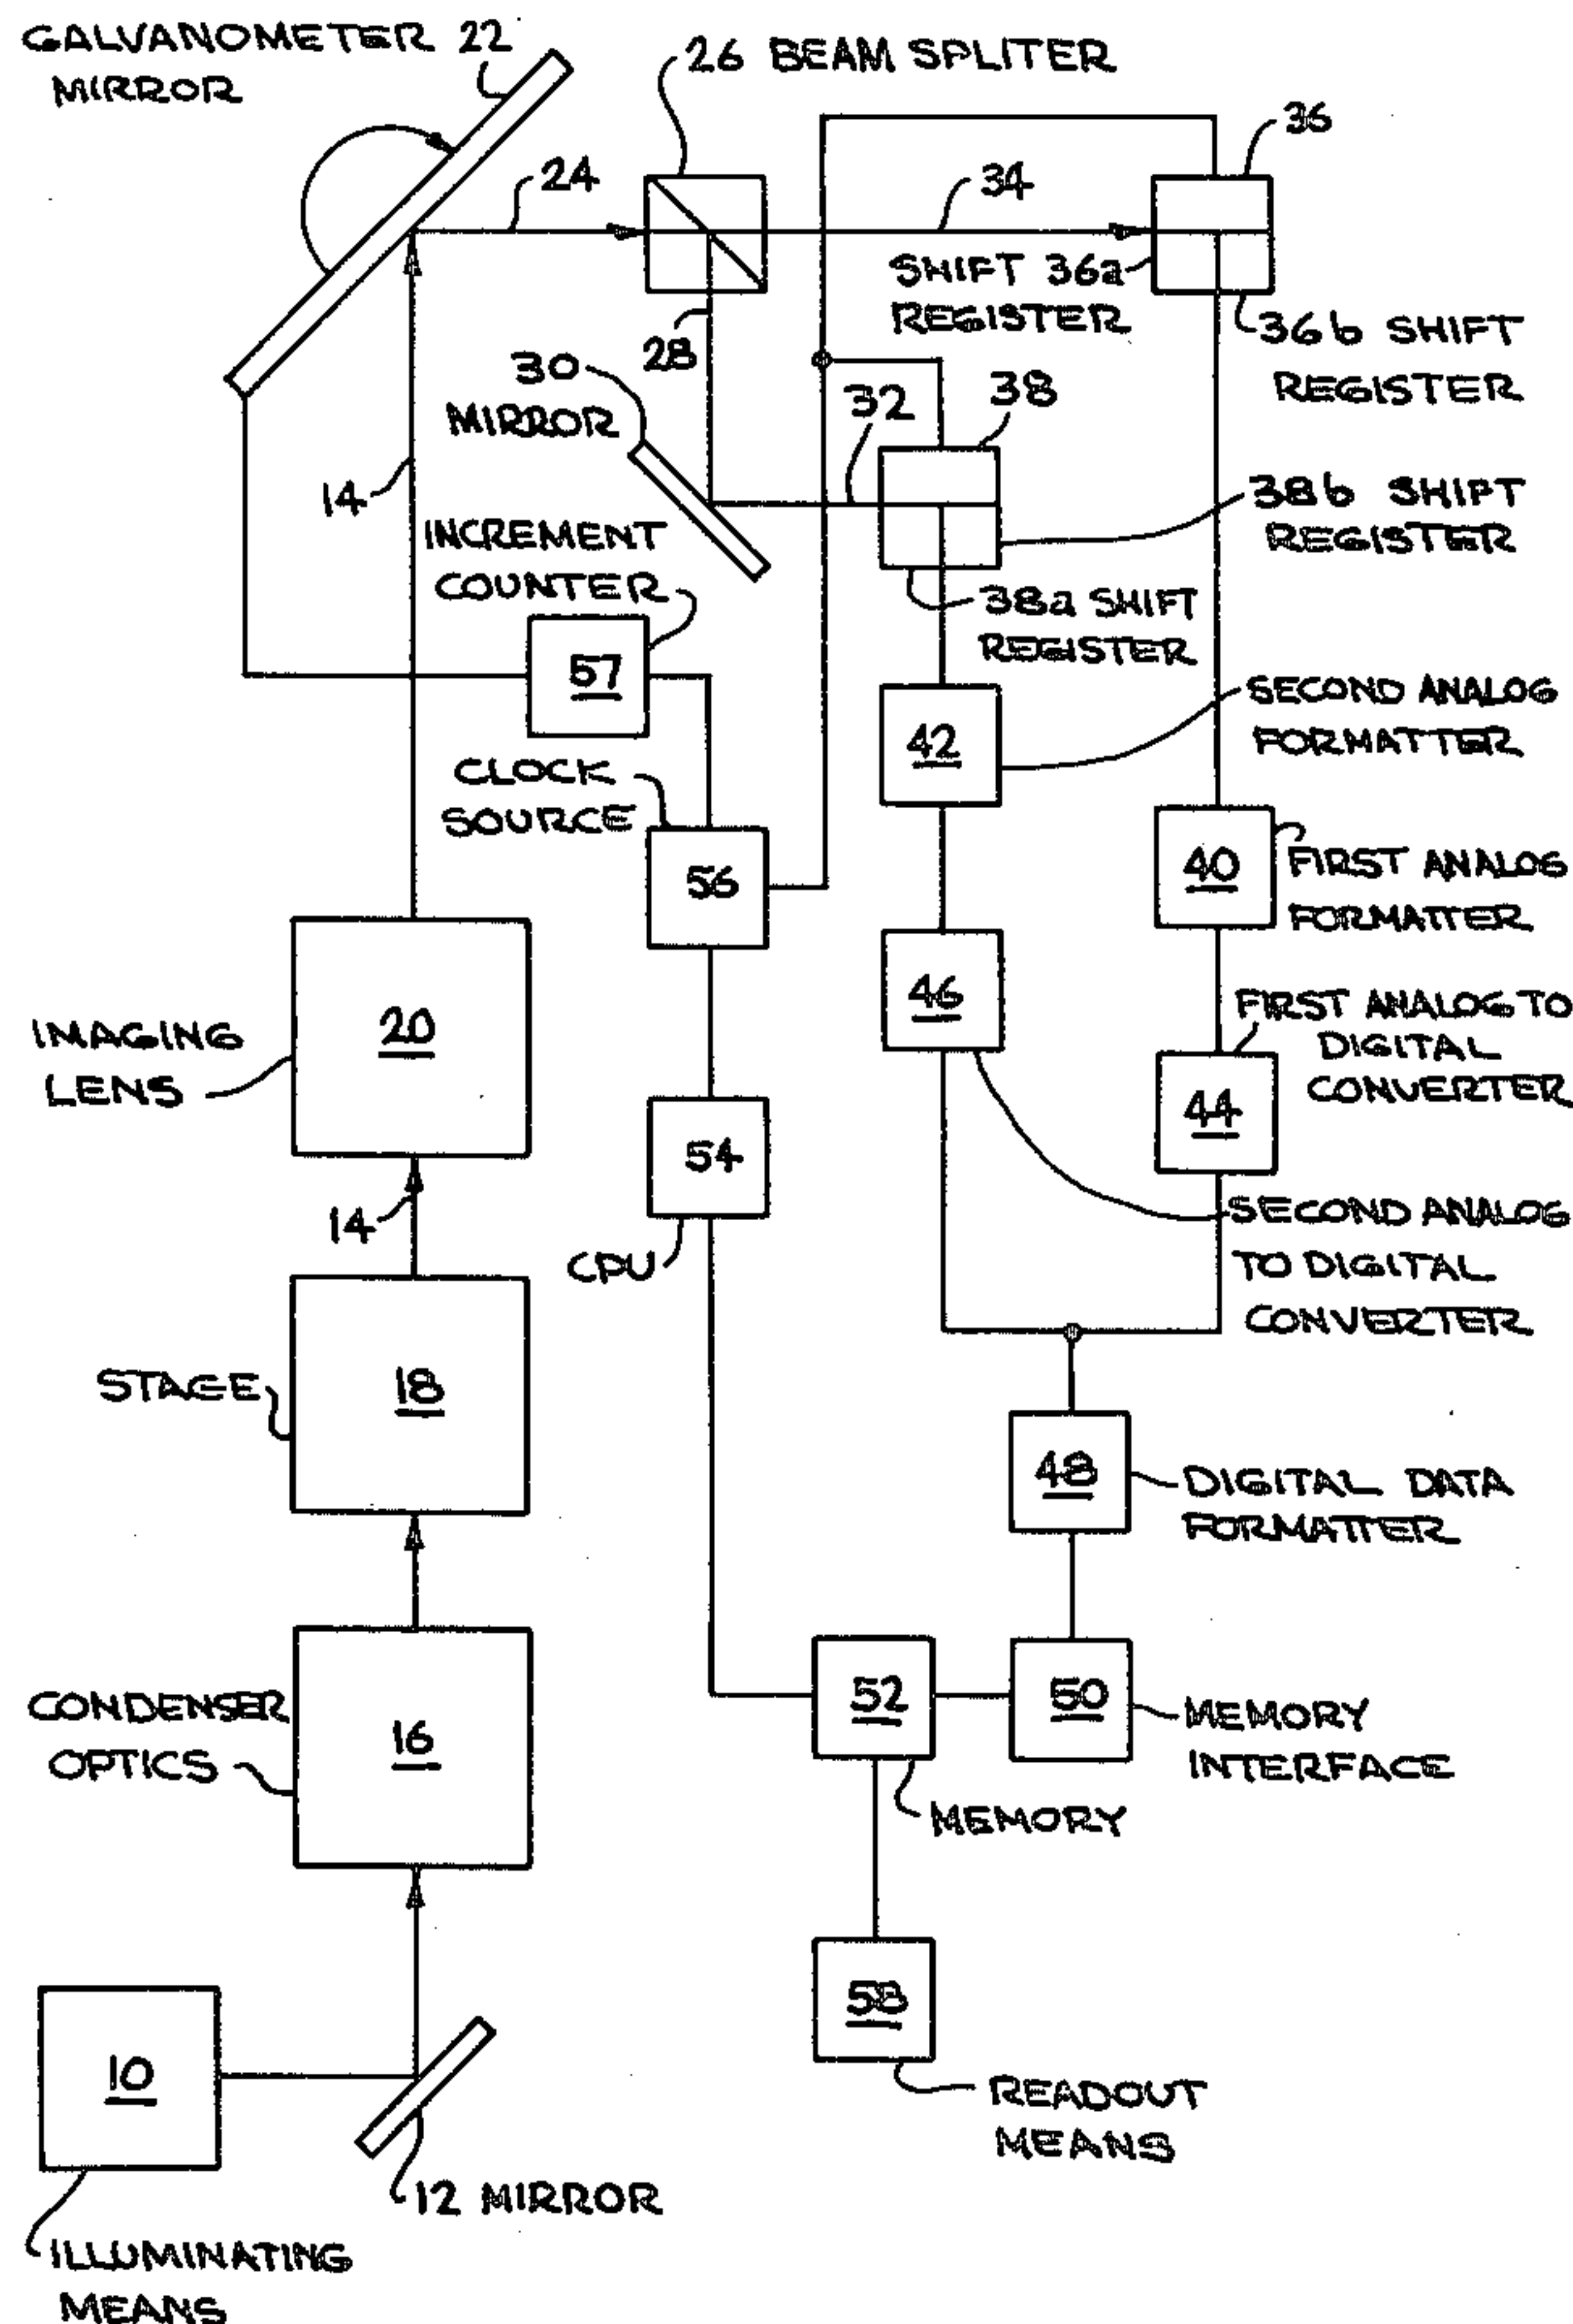 GALVANOMETER 22
MIRROR
26 BEAM SPLITER
36
24
34
SHIFT 36a
REGISTER
36b SHIFT
REGISTER
28
30
MIRROR
32
38
14
38b SHIFT
REGISTER
INCREMENT
COUNTER
38a SHIFT
REGISTER
57
SECOND ANALOG
FORMATTER
42
CLOCK
SOURCE
56
40
FIRST ANALOG
FORMATTER
46
FIRST ANALOG TO
DIGITAL
CONVERTER
20
IMAGING
LENS
44
54
CPU
14
SECOND ANALOG
TO DIGITAL
CONVERTER
STAGE
18
48
DIGITAL DATA
FORMATTER
52
50
MEMORY
INTERFACE
CONDENSER
OPTICS
16
MEMORY
58
READOUT
MEANS
10
12 MIRROR
ILLUMINATING
MEANS